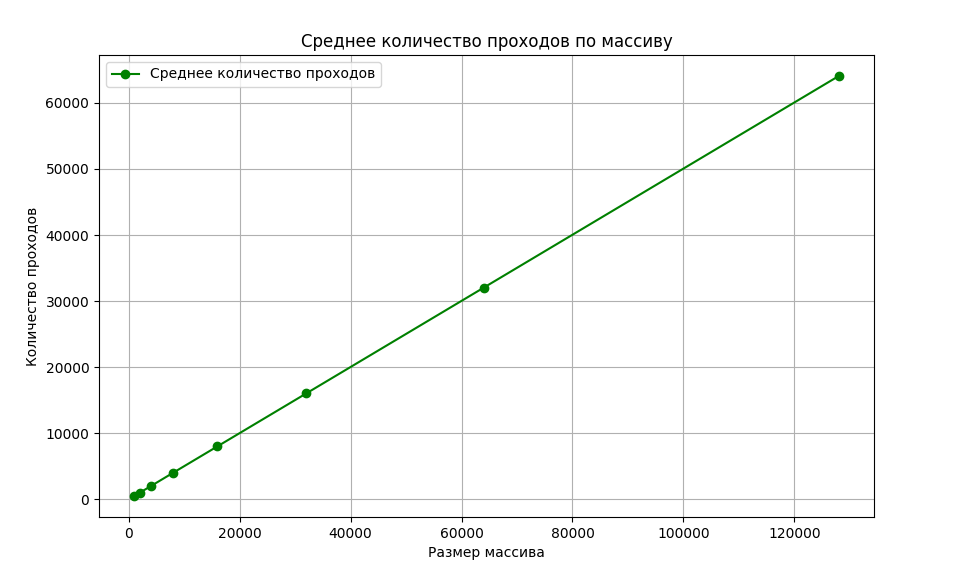 Среднее количество проходов по массиву
Среднее количество проходов
60000
50000
40000
30000
20000
10000
0
Количество проходов
0 20000 40000 60000 80000 100000 120000
Размер массива